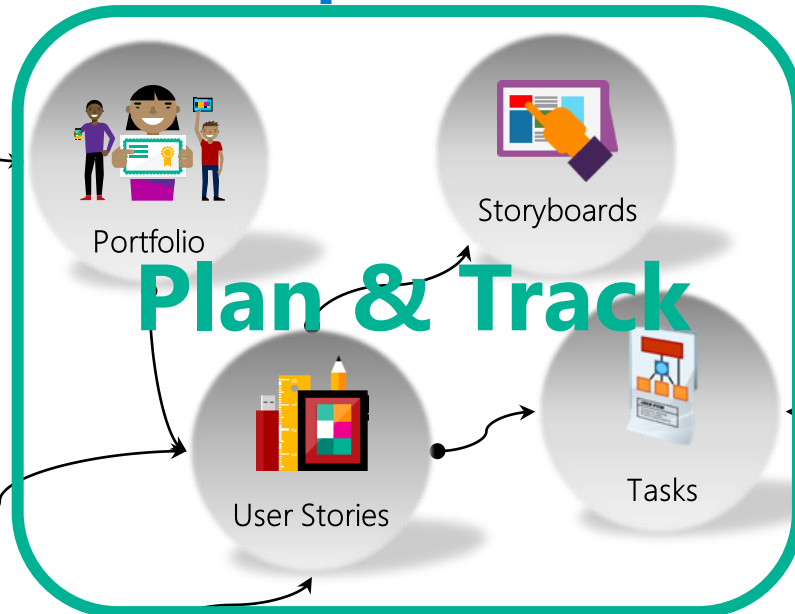 Storyboards
Portfolio
Plan & Track
User Stories
Tasks